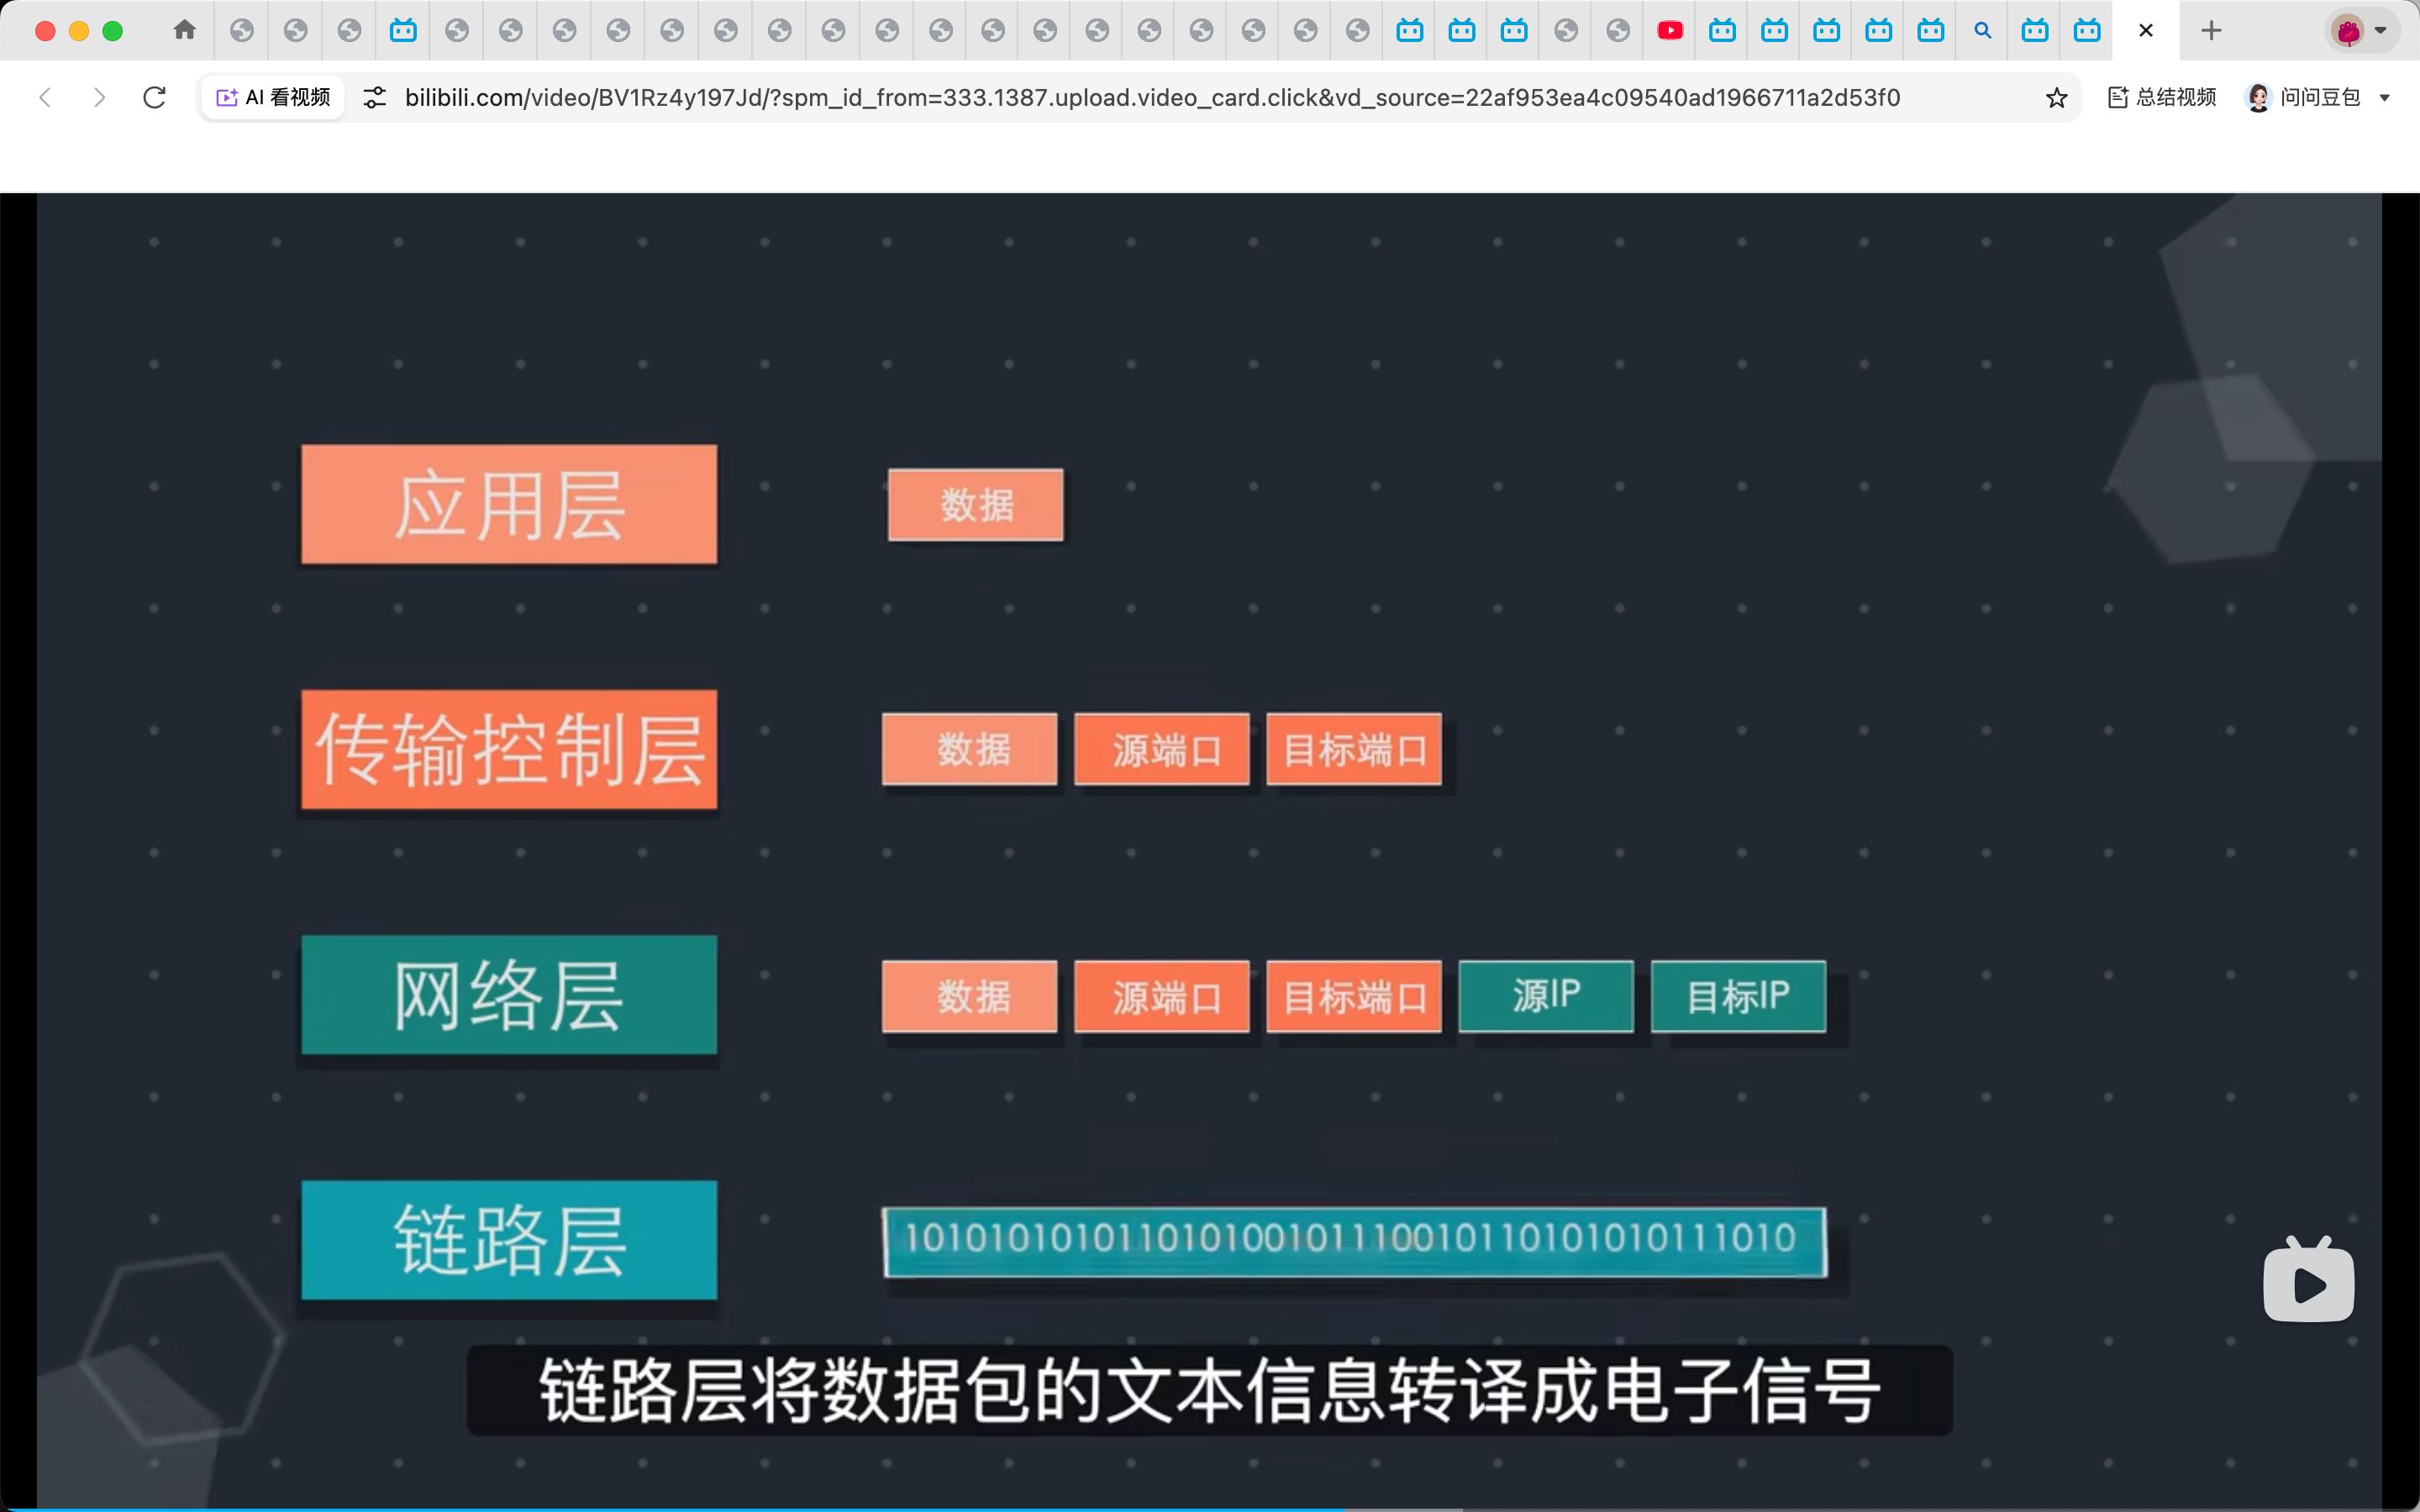 AI 看视频
bilibili.com/video/BV1Rz4y197Jd/?spm_id_from=333.1387.upload.video_card.click&vd_source=22af953ea4c09540ad1966711a2d53f0
总结视频
问问豆包
应用层
数据
传输控制层
数据 源端口 目标端口
网络层
数据 源端口 目标端口 源IP 目标IP
链路层
1010101010110101001011100101101010101110​10
链路层将数据包的文本信息转译成电子信号